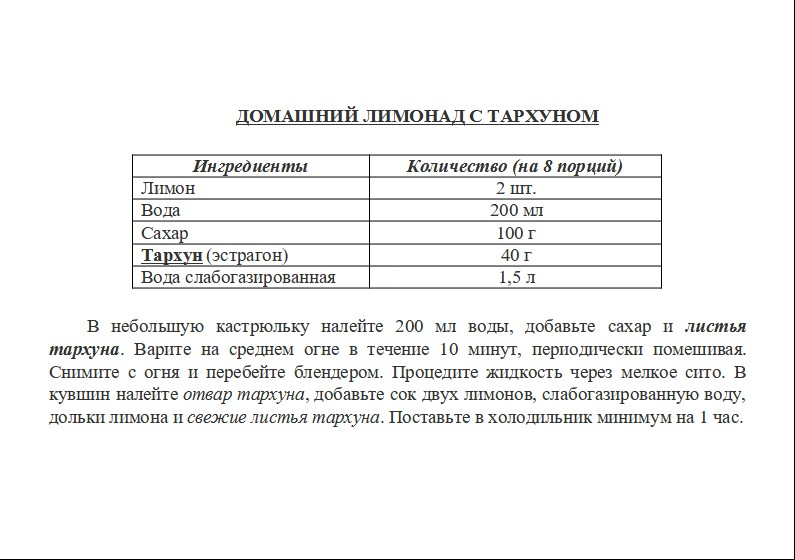 ДОМАШНИЙ ЛИМОНАД С ТАРХУНОМ
Ингредиенты Количество (на 8 порций)
Лимон 2 шт.
Вода 200 мл
Сахар 100 г
Тархун (эстрагон) 40 г
Вода слабогазированная 1,5 л
В небольшую кастрюльку налейте 200 мл воды, добавьте сахар и листья
тархуна. Варите на среднем огне в течение 10 минут, периодически помешивая.
Снимите с огня и перебейте блендером. Процедите жидкость через мелкое сито. В
кувшин налейте отвар тархуна, добавьте сок двух лимонов, слабогазированную воду,
дольки лимона и свежие листья тархуна. Поставьте в холодильник минимум на 1 час.